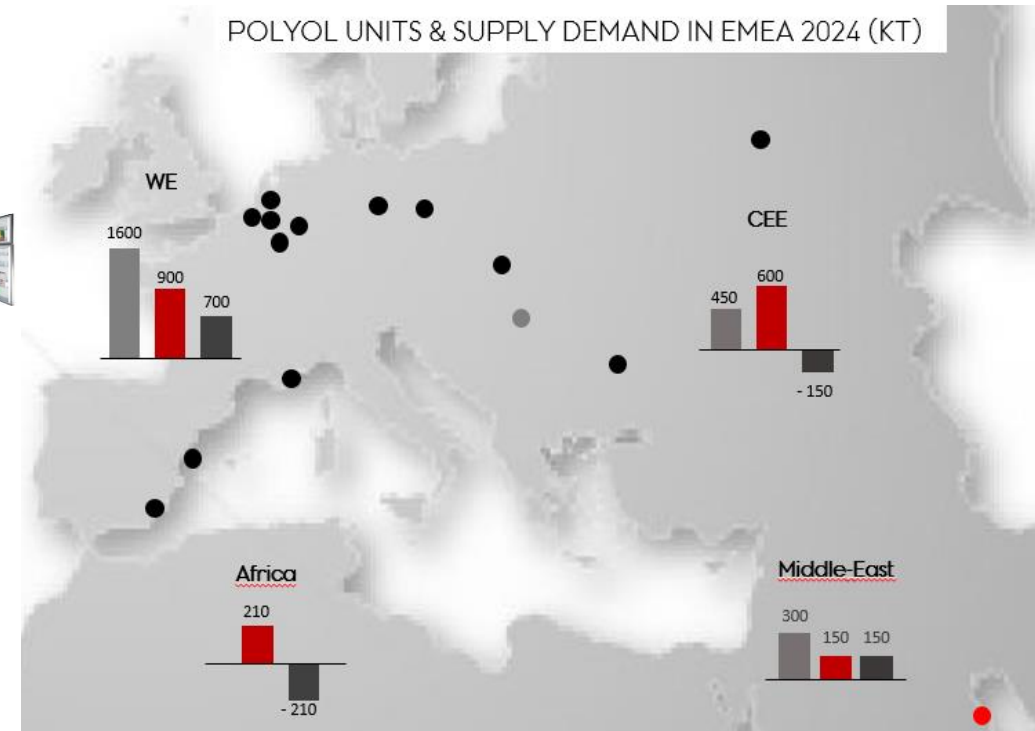 POLYOL UNITS & SUPPLY DEMAND IN EMEA 2024 (KT)
WE
1600
900
700
CEE
450
600
- 150
Africa
210
- 210
Middle-East
300
150
150